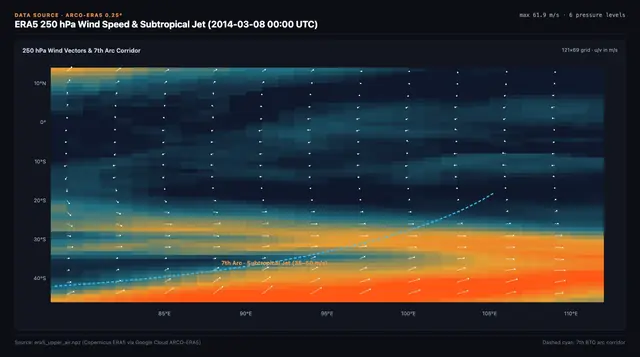 DATA SOURCE · ARCO-ERA5 0.25°
max 61.9 m/s · 6 pressure levels
ERA5 250 hPa Wind Speed & Subtropical Jet (2014-03-08 00:00 UTC)
250 hPa Wind Vectors & 7th Arc Corridor
121×69 grid · u/v in m/s
10°N
0°
10°S
20°S
30°S
7th Arc · Subtropical Jet
40°S
85°E
90°E
95°E
100°E
105°E
110°E
Source: era5_upper_air.npz (Copernicus ERA5 via Google Cloud ARCO-ERA5)
Dashed cyan: 7th BTO arc corridor